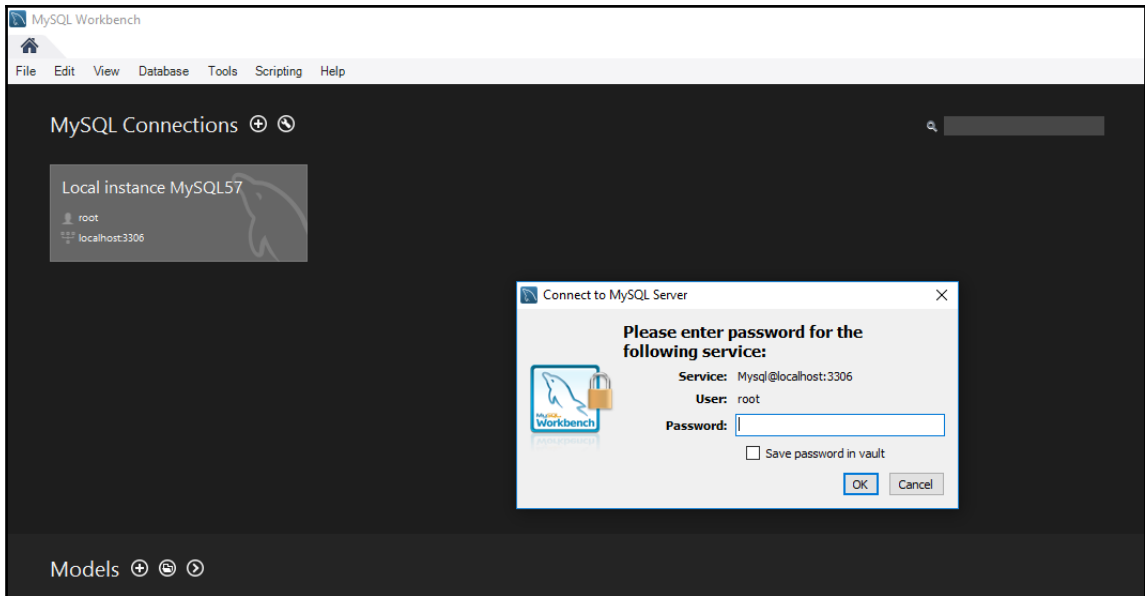 MySQL Workbench
File Edit View Database Tools Scripting Help
MySQL Connections
Local instance MySQL57
root
localhost:3306
Connect to MySQL Server
Please enter password for the
following service:
Service: Mysql@localhost:3306
User: root
Password:
Save password in vault
OK Cancel
MySQL
Workbench
Models